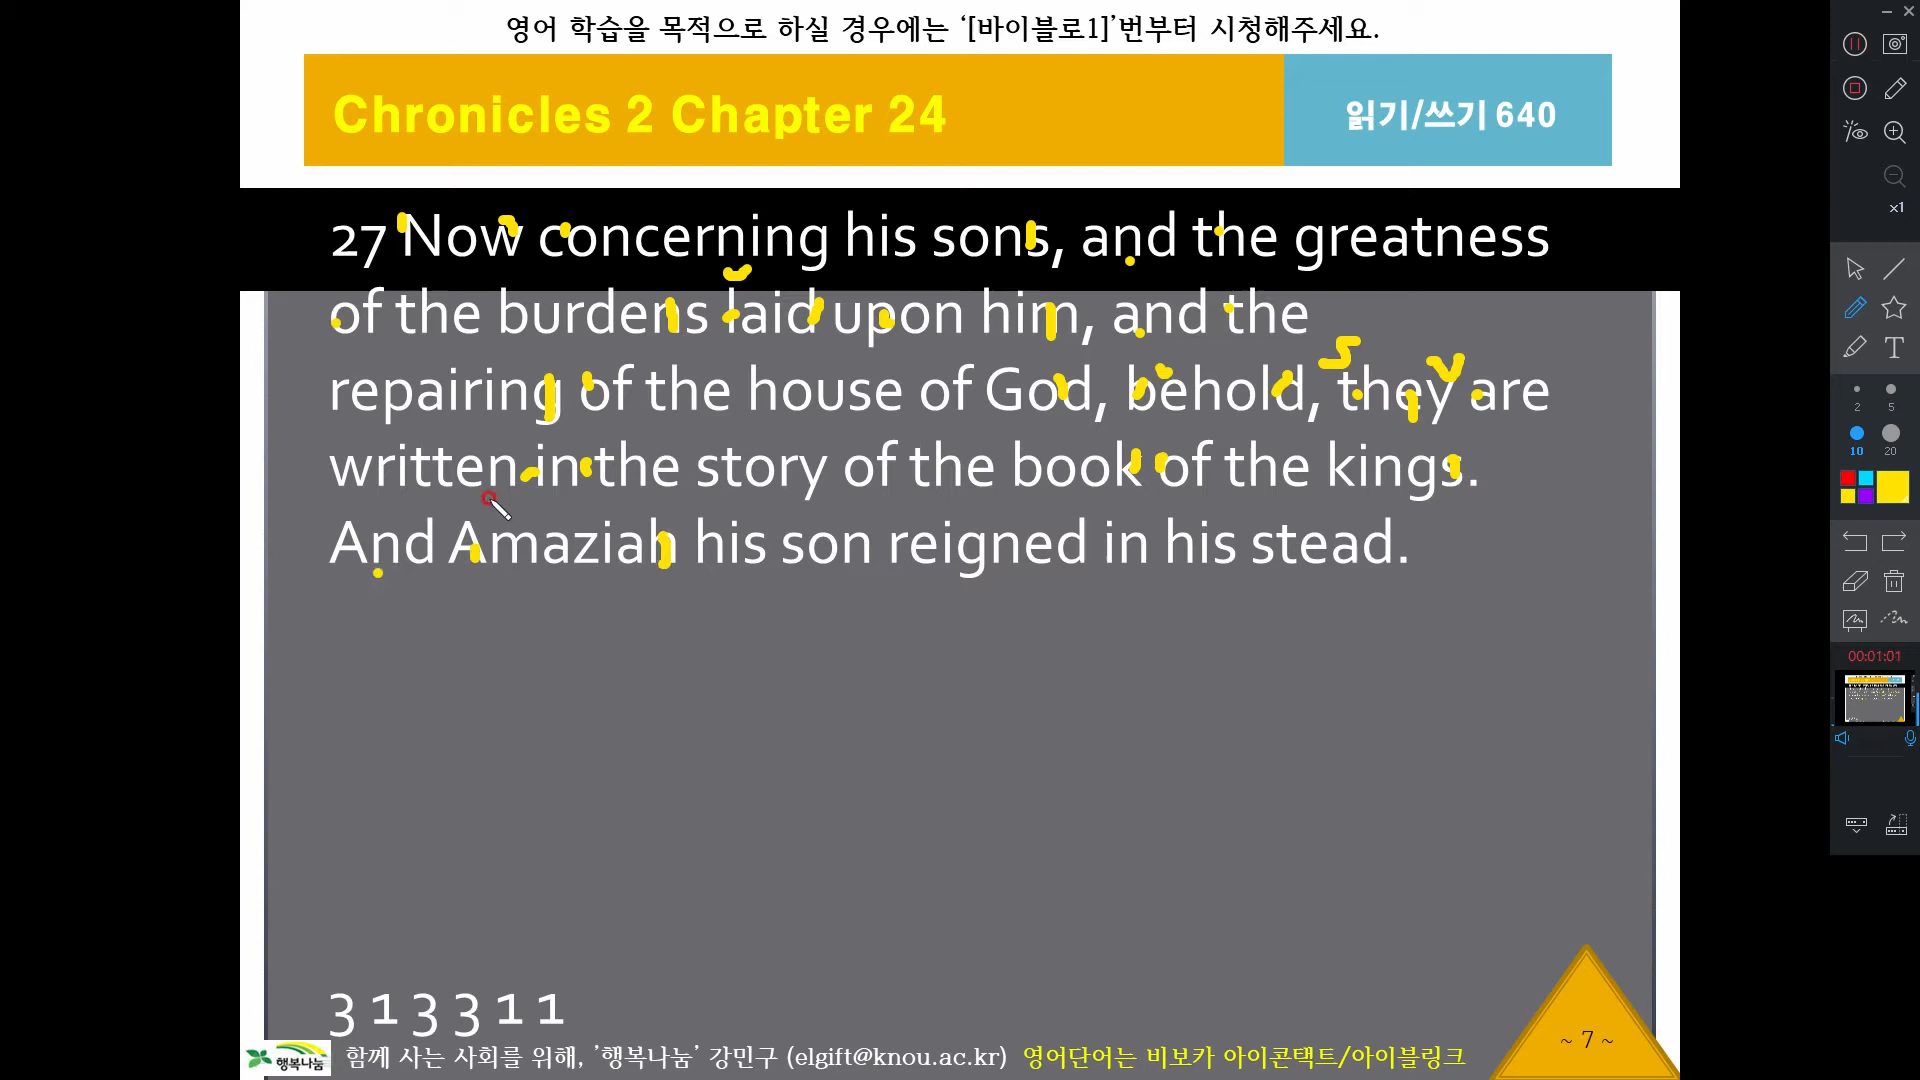 영어 학습을 목적으로 하실 경우에는 ‘[바이블로1]’번부터 시청해주세요.
Chronicles 2 Chapter 24
읽기/쓰기 640
27 Now concerning his sons, and the greatness
of the burdens laid upon him, and the
repairing of the house of God, behold, they are
written in the story of the book of the kings.
And Amaziah his son reigned in his stead.
3 1 3 3 1 1
행복나눔
함께 사는 사회를 위해, ’행복나눔’ 강민구 (elgift@knou.ac.kr) 영어단어는 비보카 아이콘택트/아이블링크
~ 7 ~
x1
T
2 5
10 20
00:01:01